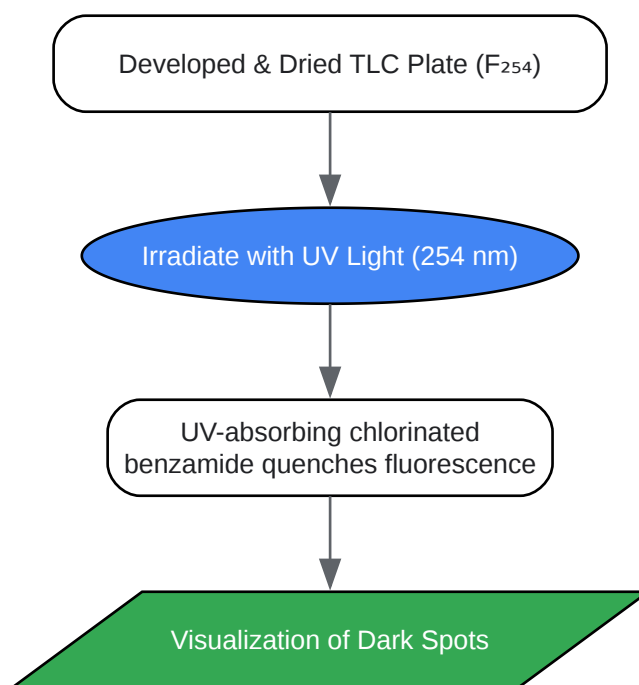 Developed & Dried TLC Plate (F₂₅₄)
Irradiate with UV Light (254 nm)
UV-absorbing chlorinated
benzamide quenches fluorescence
Visualization of Dark Spots